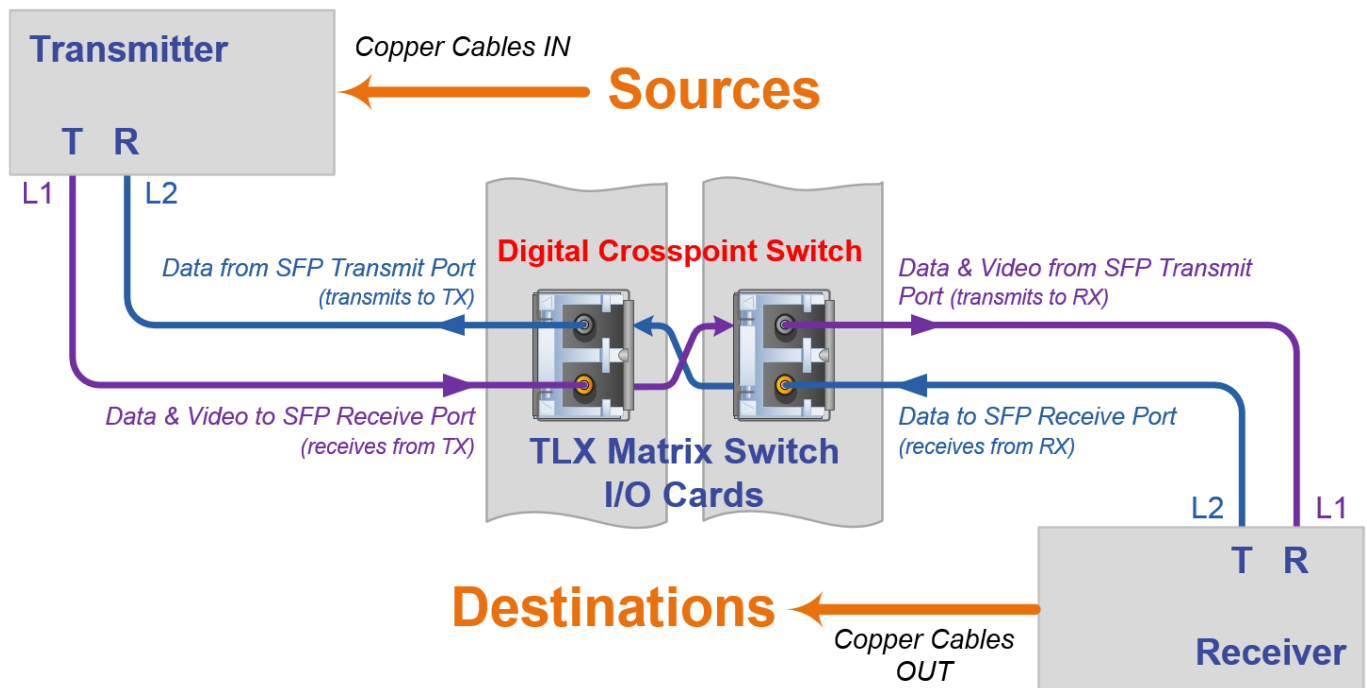 Transmitter
Copper Cables IN
Sources
T R
L1 L2
Digital Crosspoint Switch
Data from SFP Transmit Port
(transmits to TX)
Data & Video from SFP Transmit
Port (transmits to RX)
Data & Video to SFP Receive Port
(receives from TX)
Data to SFP Receive Port
(receives from RX)
TLX Matrix Switch
I/O Cards
L2 L1
T R
Destinations
Copper Cables
OUT
Receiver